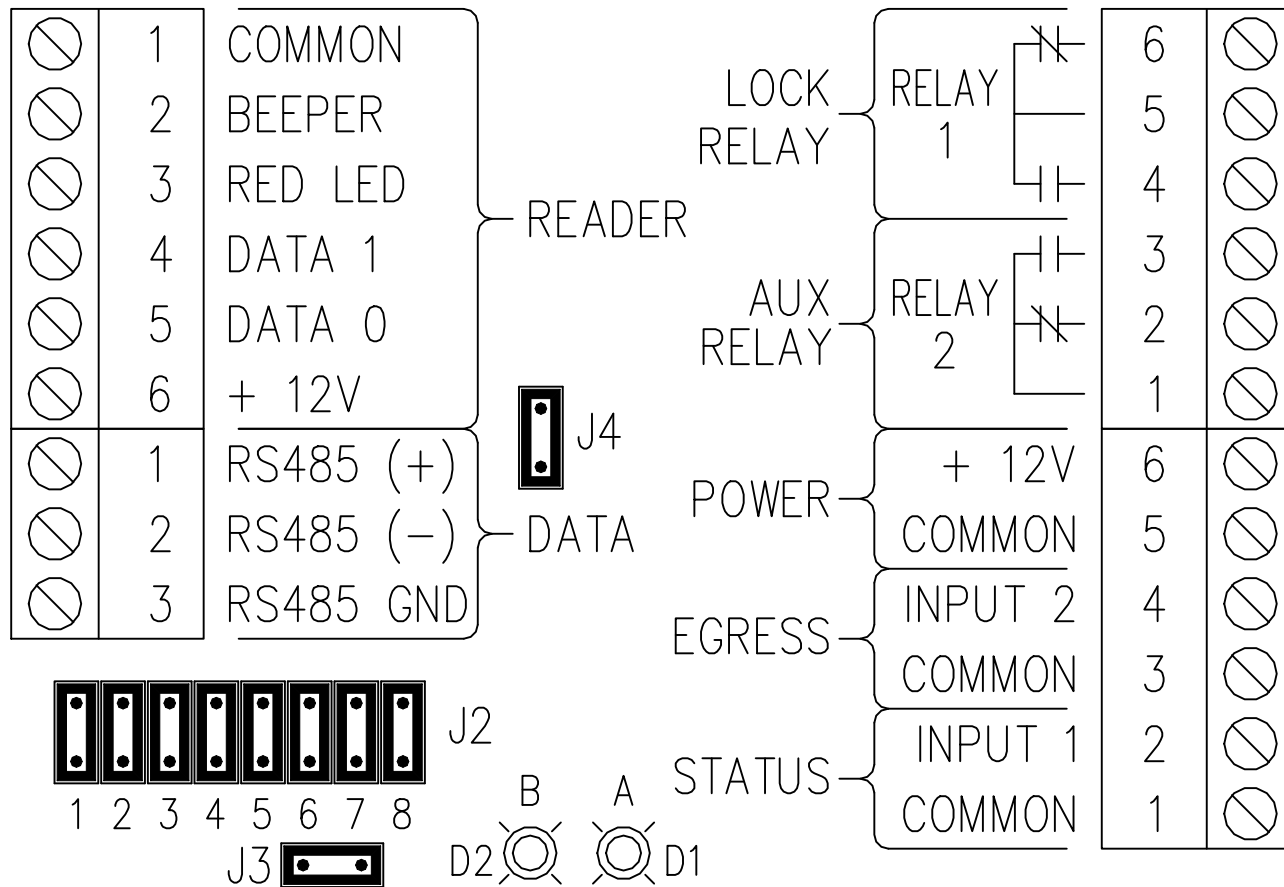 1 COMMON
2 BEEPER
3 RED LED
4 DATA 1
5 DATA 0
6 + 12V
READER
1 RS485 (+)
2 RS485 (-)
3 RS485 GND
DATA
J4
J2
1 2 3 4 5 6 7 8
J3
B
D2
A
D1
LOCK
RELAY
RELAY
1
6
5
4
AUX
RELAY
RELAY
2
3
2
1
POWER
+ 12V 6
COMMON 5
EGRESS
INPUT 2 4
COMMON 3
STATUS
INPUT 1 2
COMMON 1